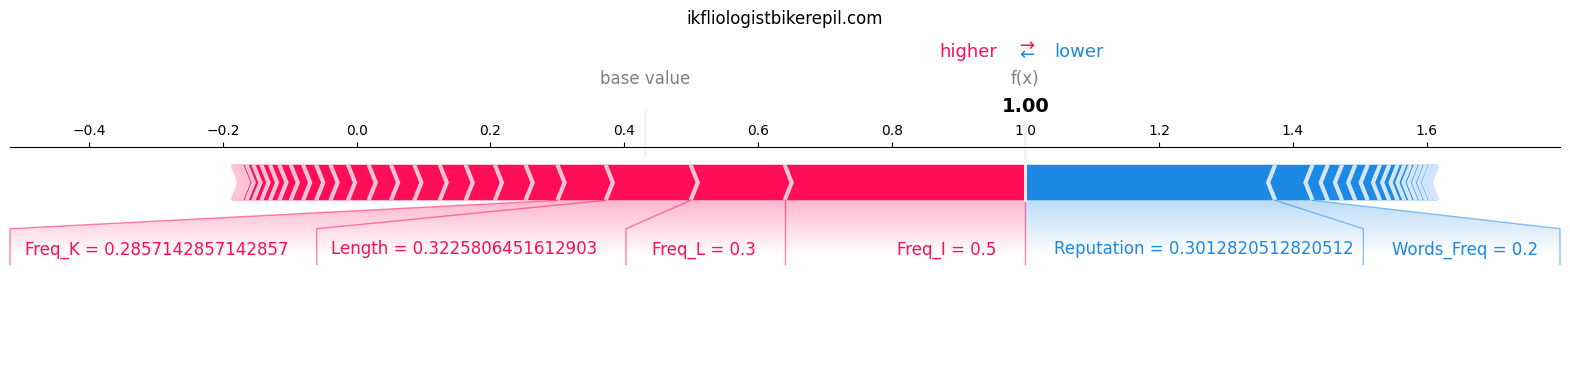 ikfliologistbikerepil.com
higher → ← lower
base value f(x)
1.00
−0.4 −0.2 0.0 0.2 0.4 0.6 0.8 1.0 1.2 1.4 1.6
Freq_K = 0.2857142857142857 Length = 0.3225806451612903 Freq_L = 0.3 Freq_I = 0.5 Reputation = 0.3012820512820512 Words_Freq = 0.2